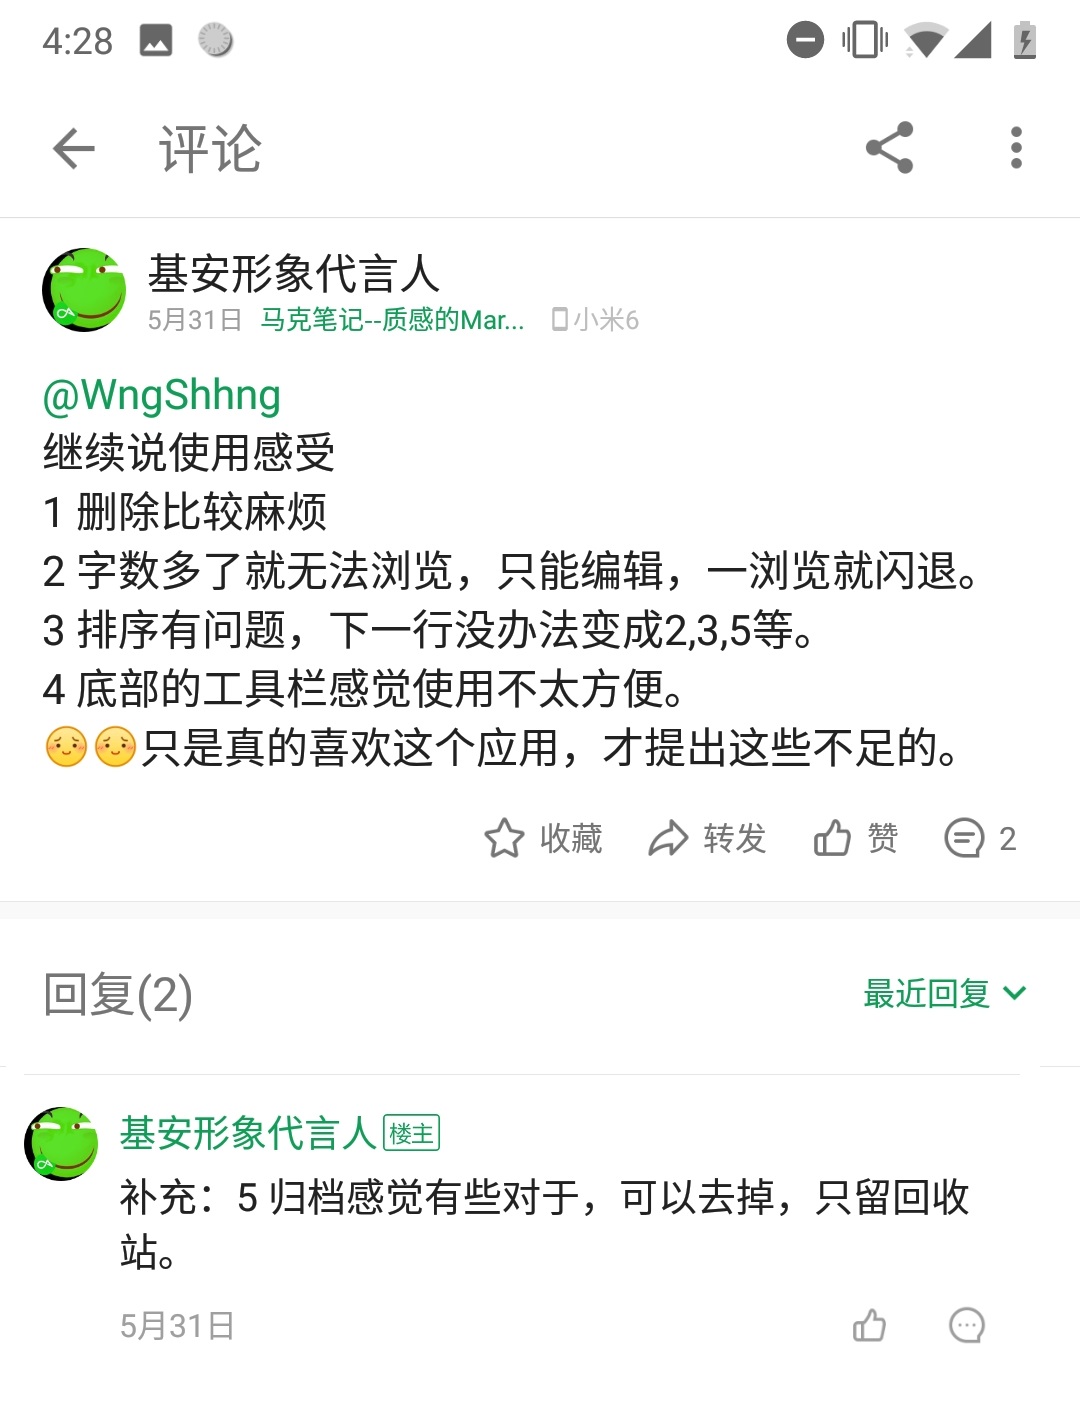 4:28
评论
基安形象代言人
5月31日 马克笔记--质感的Mar... 小米6
@WngShhng
继续说使用感受
1 删除比较麻烦
2 字数多了就无法浏览，只能编辑，一浏览就闪退。
3 排序有问题，下一行没办法变成2,3,5等。
4 底部的工具栏感觉使用不太方便。
😌😌只是真的喜欢这个应用，才提出这些不足的。
收藏 转发 赞 2
回复(2) 最近回复
基安形象代言人 楼主
补充：5 归档感觉有些对于，可以去掉，只留回收
站。
5月31日